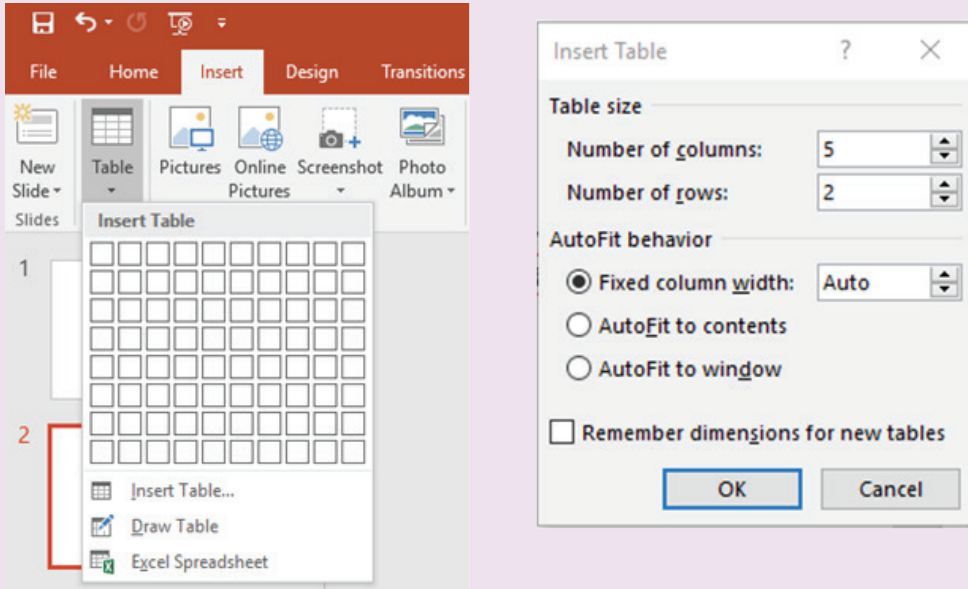 File Home Insert Design Transitions
New Slide
Table
Pictures
Online Pictures
Screenshot
Photo Album
Slides
Insert Table
1
2
Insert Table...
Draw Table
Excel Spreadsheet
Insert Table ?
Table size
Number of columns: 5
Number of rows: 2
AutoFit behavior
Fixed column width: Auto
AutoFit to contents
AutoFit to window
Remember dimensions for new tables
OK Cancel